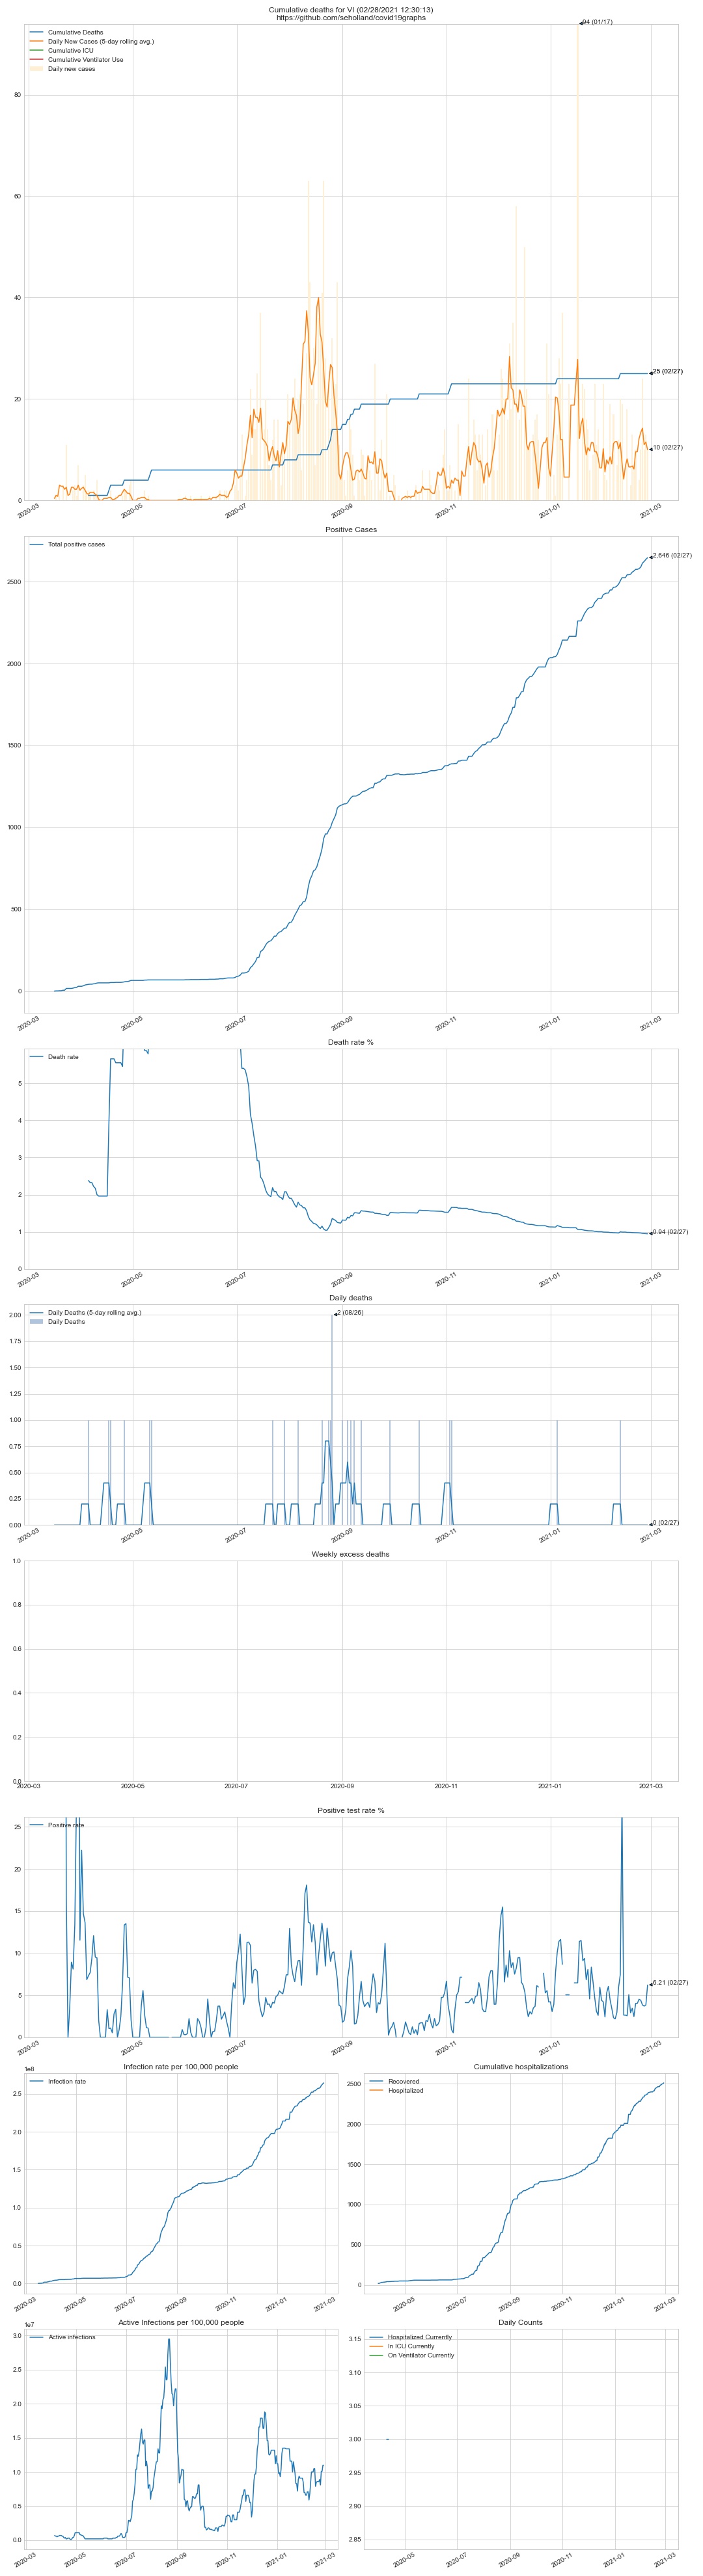 Cumulative deaths for VI (02/28/2021 12:30:13)
https://github.com/seholland/covid19graphs
94 (01/17)
Cumulative Deaths
Daily New Cases (5-day rolling avg.)
Cumulative ICU
Cumulative Ventilator Use
Daily new cases
80
60
40
25 (02/27)
20
10 (02/27)
0
2020-03 2020-05 2020-07 2020-09 2020-11 2021-01 2021-03
Positive Cases
Total positive cases
2,646 (02/27)
2500
2000
1500
1000
500
0
2020-03 2020-05 2020-07 2020-09 2020-11 2021-01 2021-03
Death rate %
Death rate
5
4
3
2
1
0.94 (02/27)
0
2020-03 2020-05 2020-07 2020-09 2020-11 2021-01 2021-03
Daily deaths
Daily Deaths (5-day rolling avg.)
Daily Deaths
2 (08/26)
2.00
1.75
1.50
1.25
1.00
0.75
0.50
0.25
0.00
0 (02/27)
2020-03 2020-05 2020-07 2020-09 2020-11 2021-01 2021-03
Weekly excess deaths
1.0
0.8
0.6
0.4
0.2
0.0
2020-03 2020-05 2020-07 2020-09 2020-11 2021-01 2021-03
Positive test rate %
Positive rate
25
20
15
10
6.21 (02/27)
5
0
2020-03 2020-05 2020-07 2020-09 2020-11 2021-01 2021-03
Infection rate per 100,000 people
1e8
Infection rate
2.5
2.0
1.5
1.0
0.5
0.0
2020-03 2020-05 2020-07 2020-09 2020-11 2021-01 2021-03
Cumulative hospitalizations
Recovered
Hospitalized
2500
2000
1500
1000
500
0
2020-05 2020-07 2020-09 2020-11 2021-01 2021-03
Active Infections per 100,000 people
1e7
Active infections
3.0
2.5
2.0
1.5
1.0
0.5
0.0
2020-03 2020-05 2020-07 2020-09 2020-11 2021-01 2021-03
Daily Counts
Hospitalized Currently
In ICU Currently
On Ventilator Currently
3.15
3.10
3.05
3.00
2.95
2.90
2.85
2020-05 2020-07 2020-09 2020-11 2021-01 2021-03